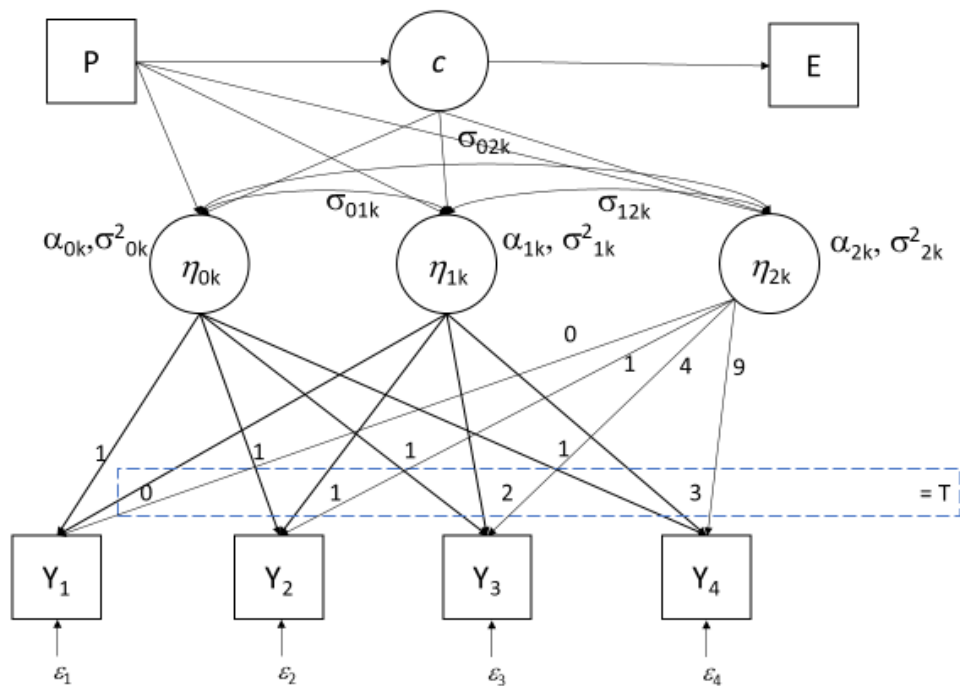 P
c
E
σ02k
σ01k
σ12k
α0k,σ²0k
η0k
η1k
α1k, σ²1k
η2k
α2k, σ²2k
0
1 4 9
1 1 1 1
0 1 2 3 = T
Y1 Y2 Y3 Y4
ε1 ε2 ε3 ε4